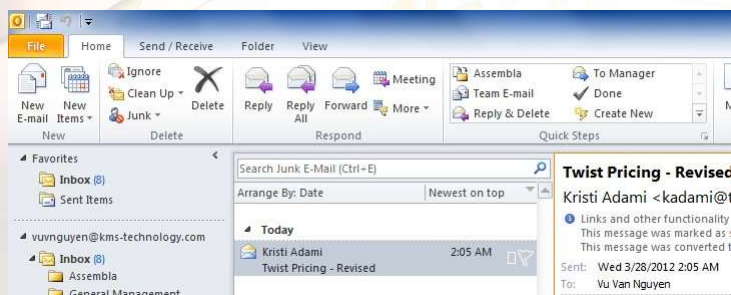 File Home Send / Receive Folder View
New E-mail
New Items
Ignore
Clean Up
Junk
Delete
Reply
Reply All
Forward
Meeting
More
Assembla
Team E-mail
Reply & Delete
To Manager
Done
Create New
New Delete Respond Quick Steps
Favorites
Inbox (8)
Sent Items
vuvnguyen@kms-technology.com
Inbox (8)
Assembla
General Management
Search Junk E-Mail (Ctrl+E)
Arrange By: Date Newest on top
Today
Kristi Adami 2:05 AM
Twist Pricing - Revised
Twist Pricing - Revised
Kristi Adami <kadami@t
Links and other functionality
This message was marked as s
This message was converted t
Sent: Wed 3/28/2012 2:05 AM
To: Vu Van Nguyen